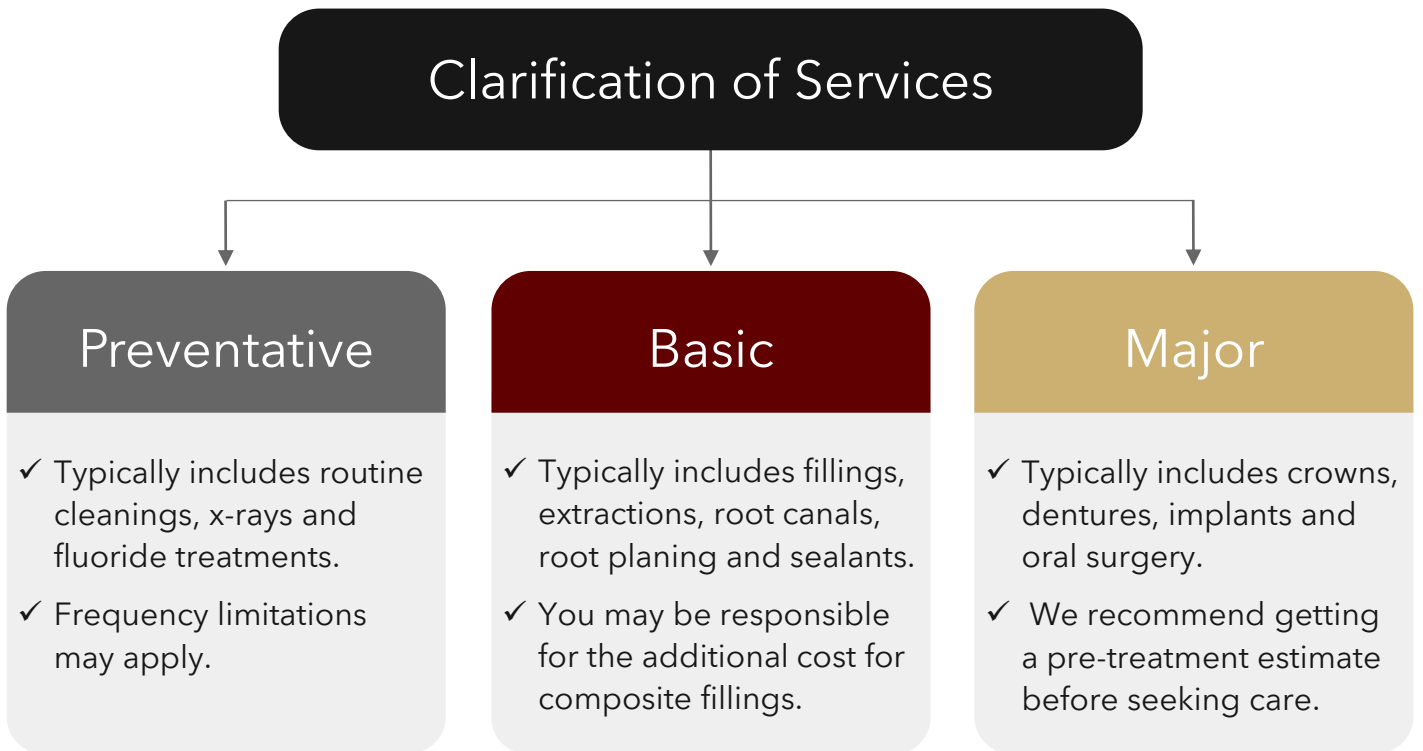 Clarification of Services
Preventative
✓ Typically includes routine
cleanings, x-rays and
fluoride treatments.
✓ Frequency limitations
may apply.
Basic
✓ Typically includes fillings,
extractions, root canals,
root planing and sealants.
✓ You may be responsible
for the additional cost for
composite fillings.
Major
✓ Typically includes crowns,
dentures, implants and
oral surgery.
✓ We recommend getting
a pre-treatment estimate
before seeking care.